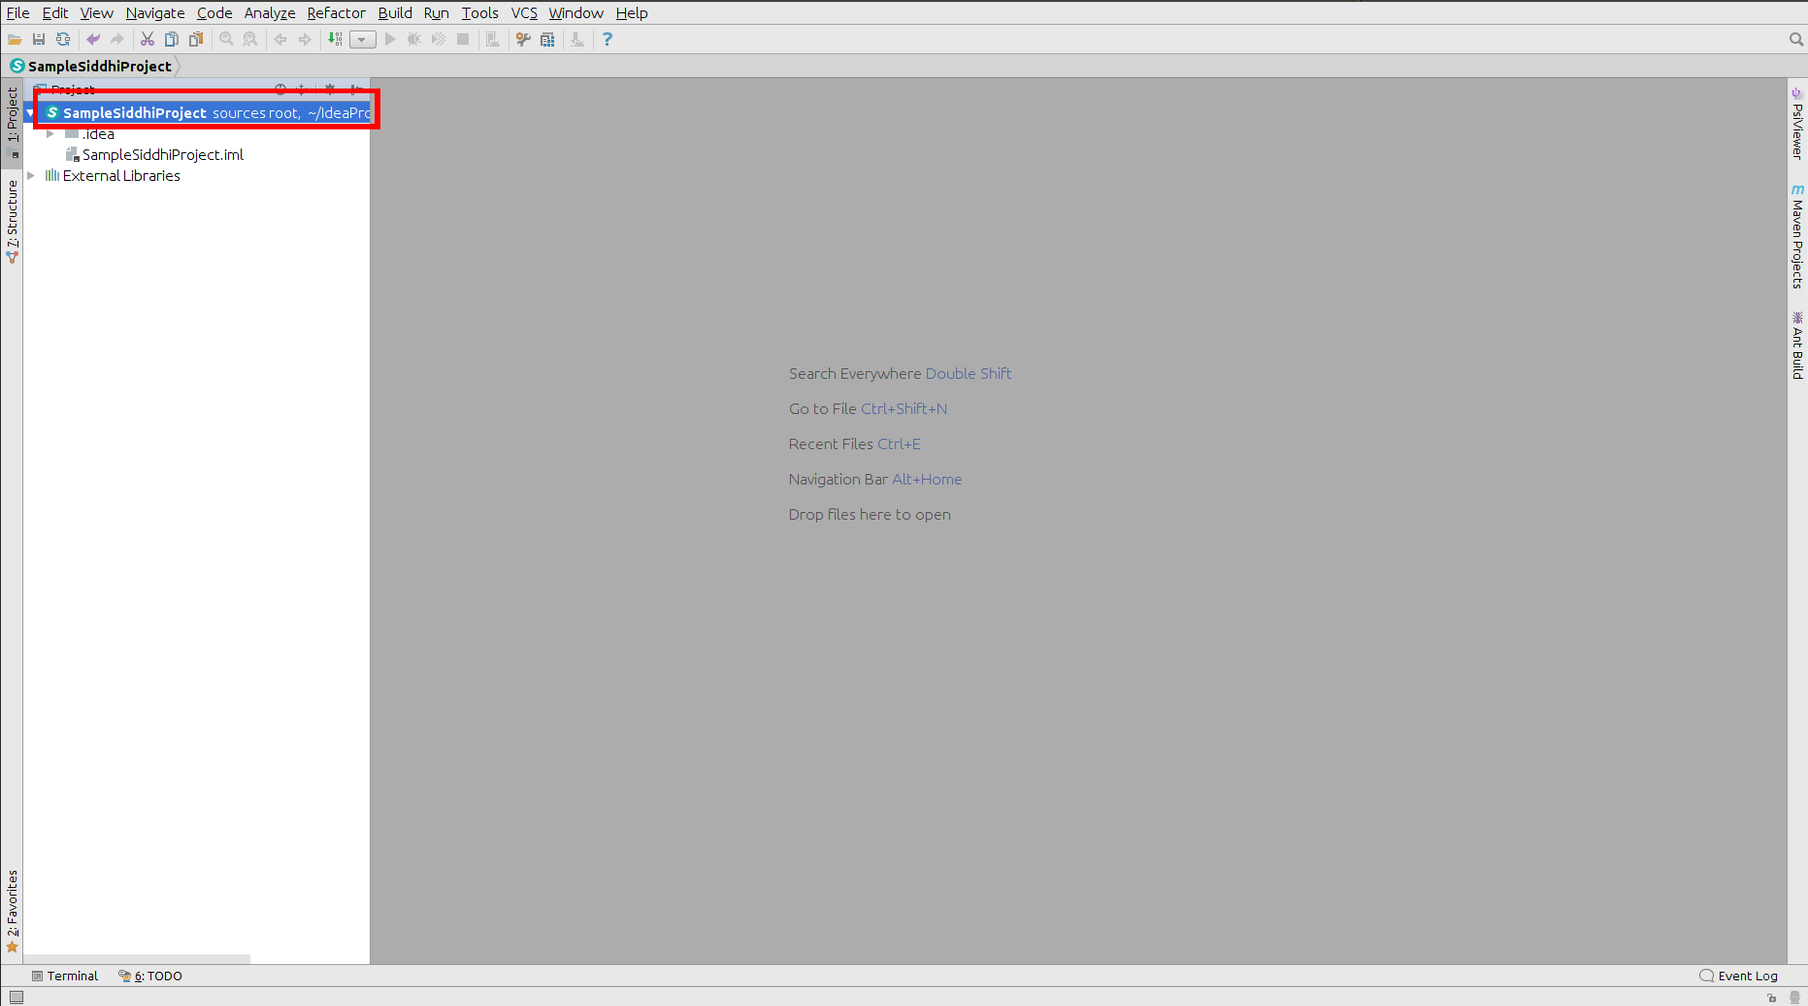 File Edit View Navigate Code Analyze Refactor Build Run Tools VCS Window Help
SampleSiddhiProject
Project
SampleSiddhiProject sources root, ~/IdeaPro
.idea
SampleSiddhiProject.iml
External Libraries
1: Project
7: Structure
2: Favorites
Search Everywhere Double Shift
Go to File Ctrl+Shift+N
Recent Files Ctrl+E
Navigation Bar Alt+Home
Drop files here to open
PsiViewer
Maven Projects
Ant Build
Terminal 6: TODO Event Log